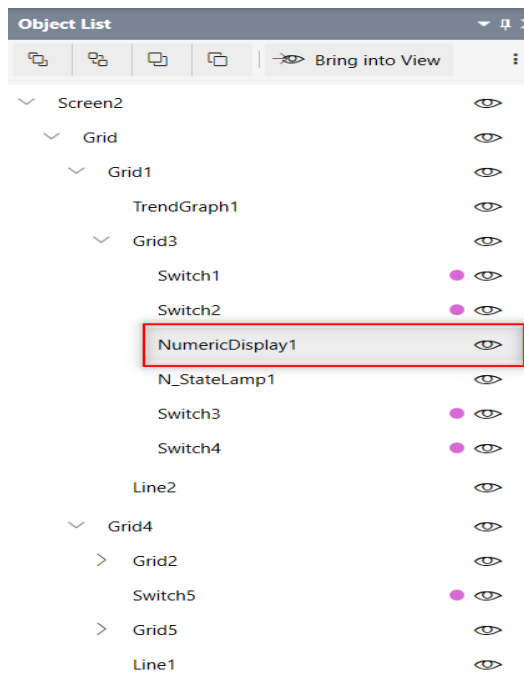 Object List
Bring into View
Screen2
Grid
Grid1
TrendGraph1
Grid3
Switch1
Switch2
NumericDisplay1
N_StateLamp1
Switch3
Switch4
Line2
Grid4
Grid2
Switch5
Grid5
Line1